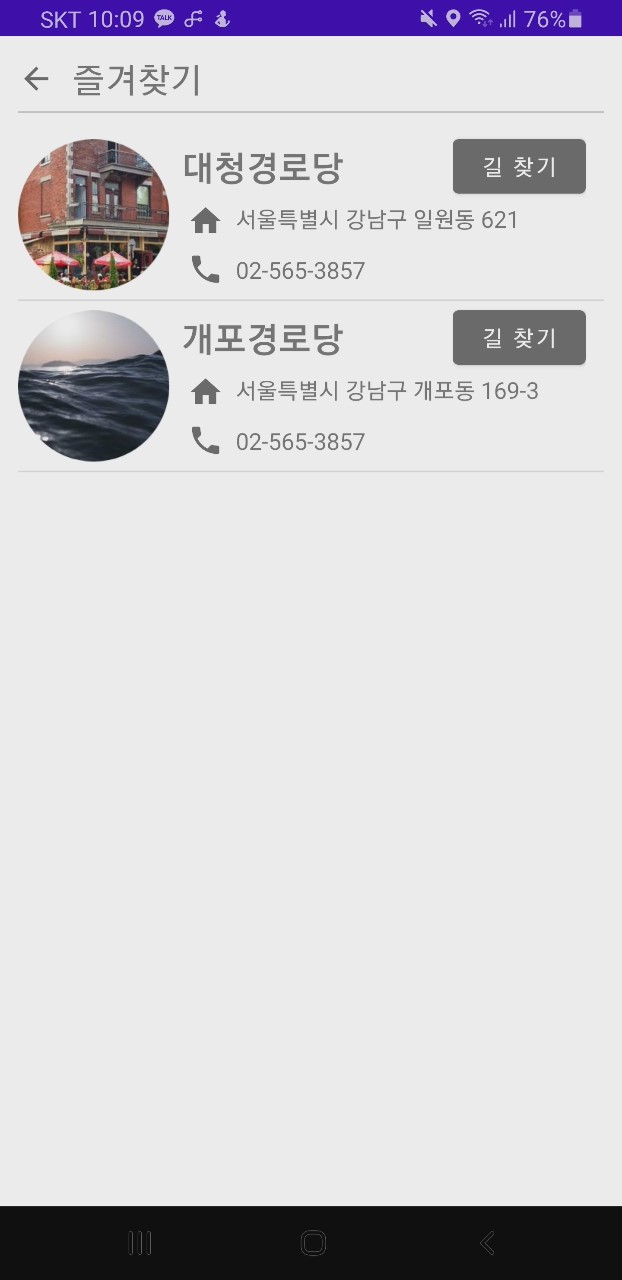 SKT 10:09 TALK 76%
즐겨찾기
대청경로당
길 찾기
서울특별시 강남구 일원동 621
02-565-3857
개포경로당
길 찾기
서울특별시 강남구 개포동 169-3
02-565-3857